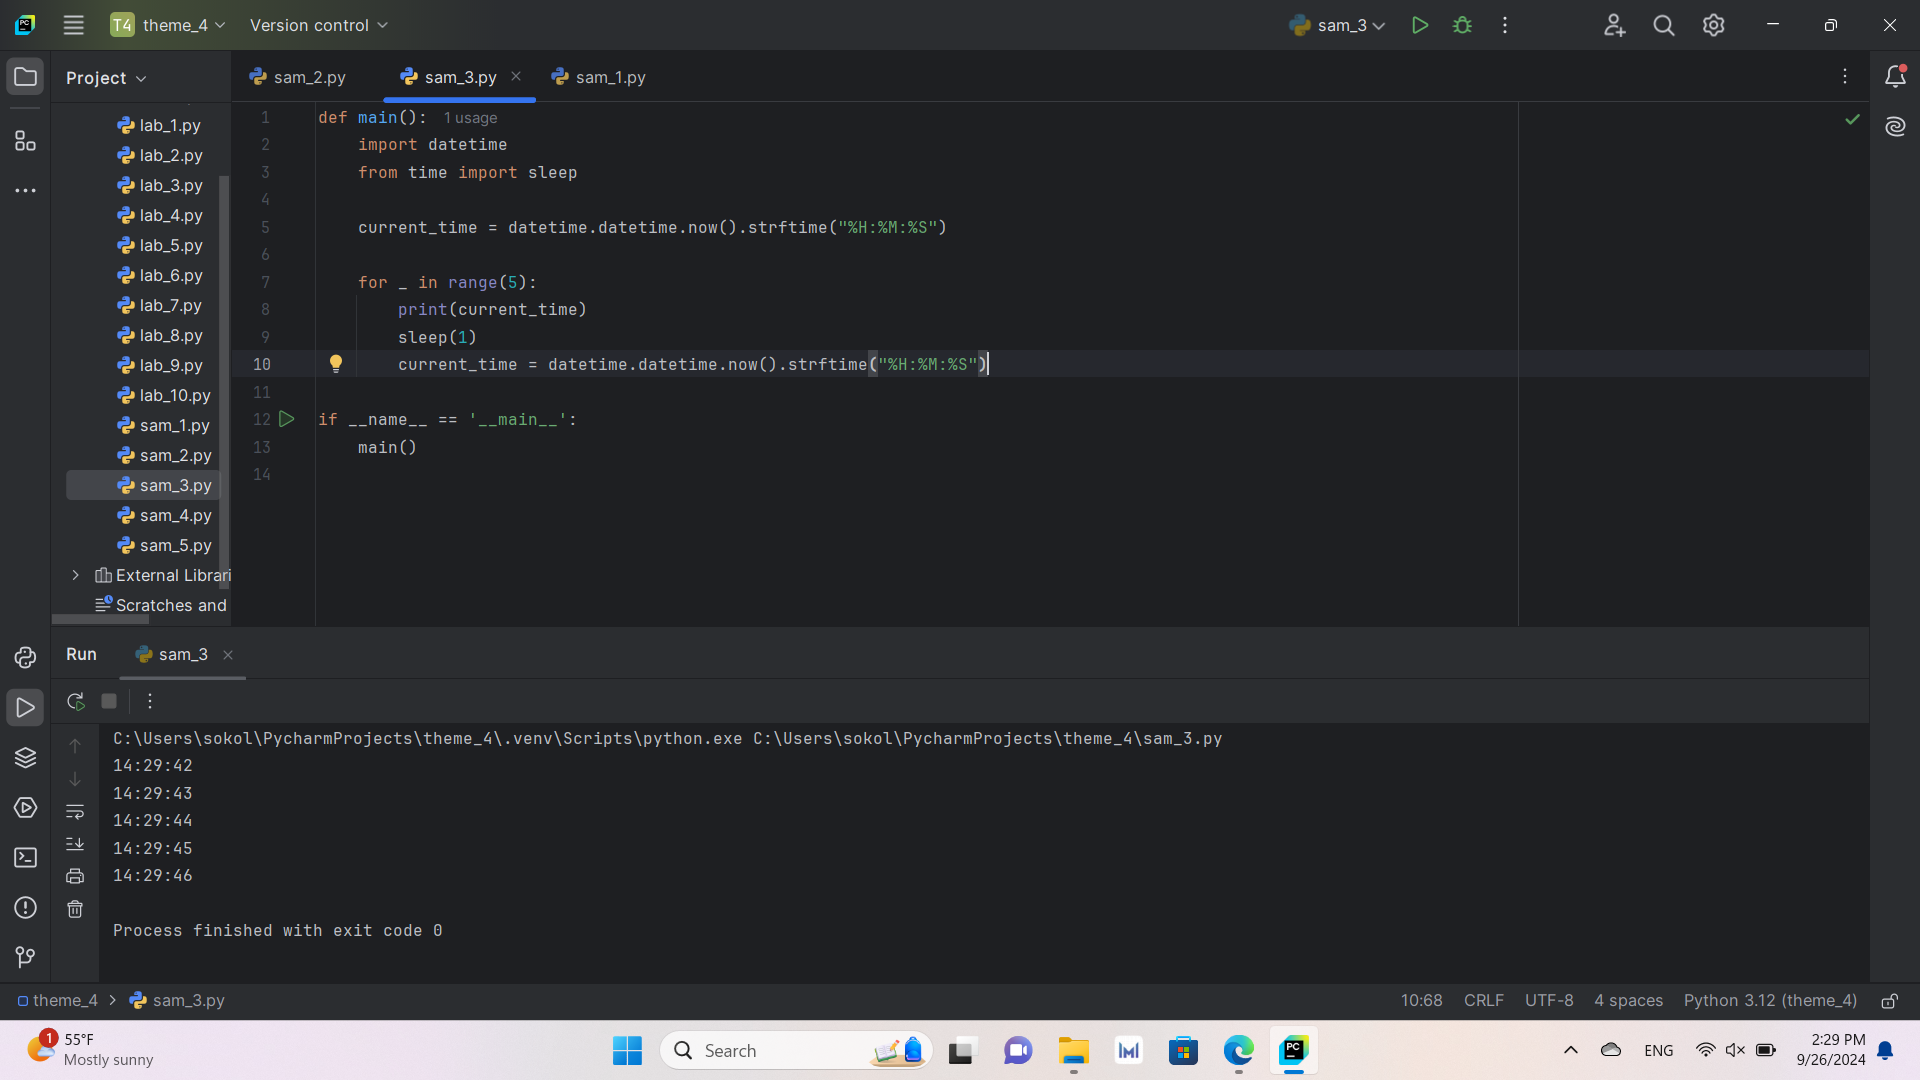 T4 theme_4 Version control sam_3
Project
sam_2.py sam_3.py sam_1.py
lab_1.py
lab_2.py
lab_3.py
lab_4.py
lab_5.py
lab_6.py
lab_7.py
lab_8.py
lab_9.py
lab_10.py
sam_1.py
sam_2.py
sam_3.py
sam_4.py
sam_5.py
External Librari
Scratches and
1 def main(): 1 usage
2     import datetime
3     from time import sleep
4
5     current_time = datetime.datetime.now().strftime("%H:%M:%S")
6
7     for _ in range(5):
8         print(current_time)
9         sleep(1)
10         current_time = datetime.datetime.now().strftime("%H:%M:%S")
11
12 if __name__ == '__main__':
13     main()
14
Run sam_3
C:\Users\sokol\PycharmProjects\theme_4\.venv\Scripts\python.exe C:\Users\sokol\PycharmProjects\theme_4\sam_3.py
14:29:42
14:29:43
14:29:44
14:29:45
14:29:46
Process finished with exit code 0
theme_4 > sam_3.py 10:68 CRLF UTF-8 4 spaces Python 3.12 (theme_4)
1 55°F
Mostly sunny
Search
PC
ENG
2:29 PM
9/26/2024